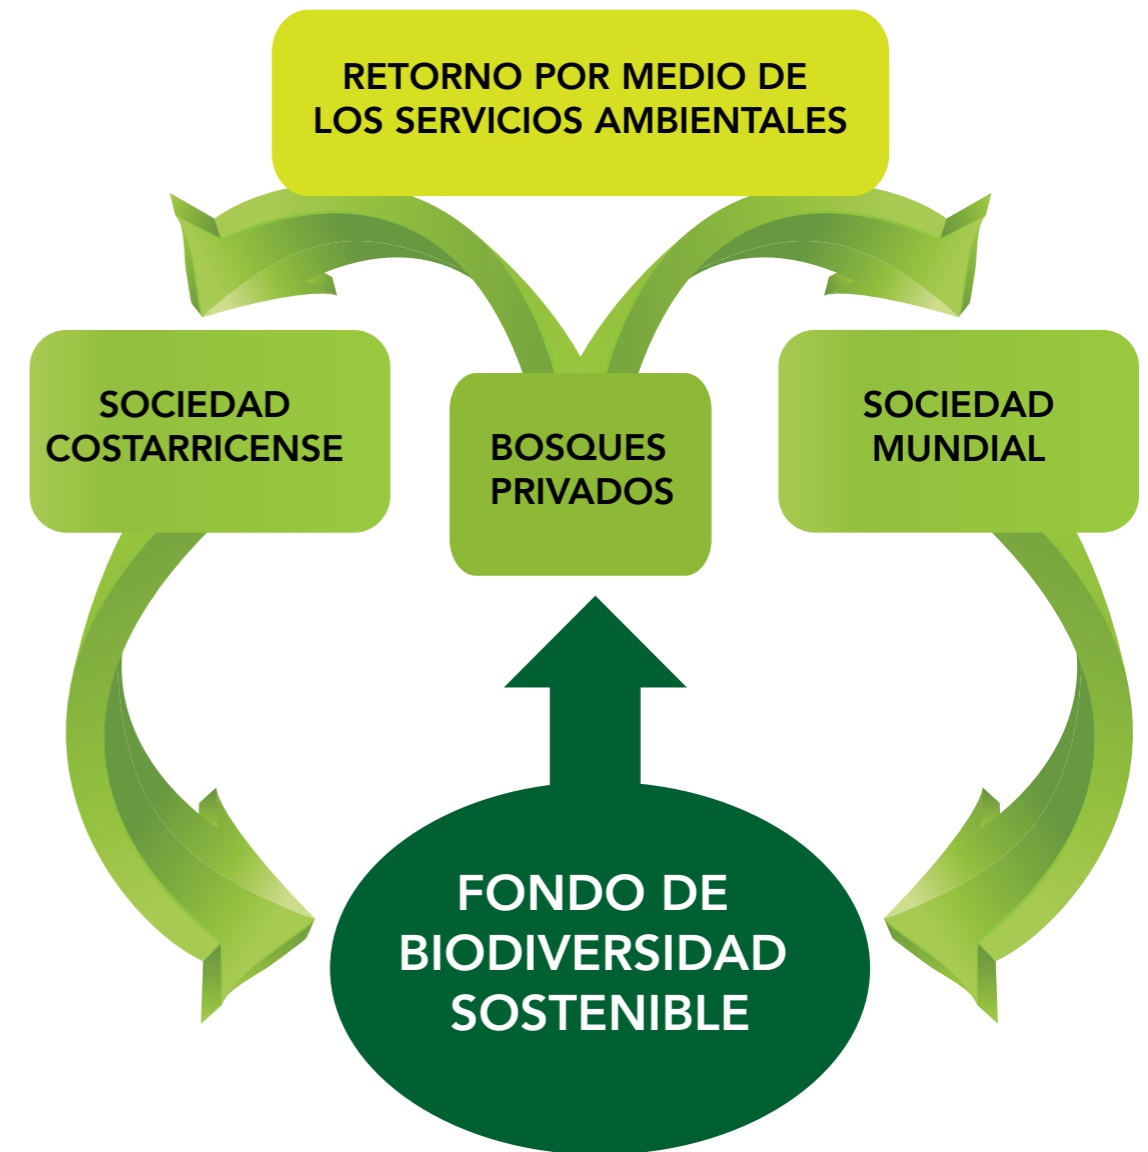 RETORNO POR MEDIO DE
LOS SERVICIOS AMBIENTALES
SOCIEDAD
COSTARRICENSE
BOSQUES
PRIVADOS
SOCIEDAD
MUNDIAL
FONDO DE
BIODIVERSIDAD
SOSTENIBLE